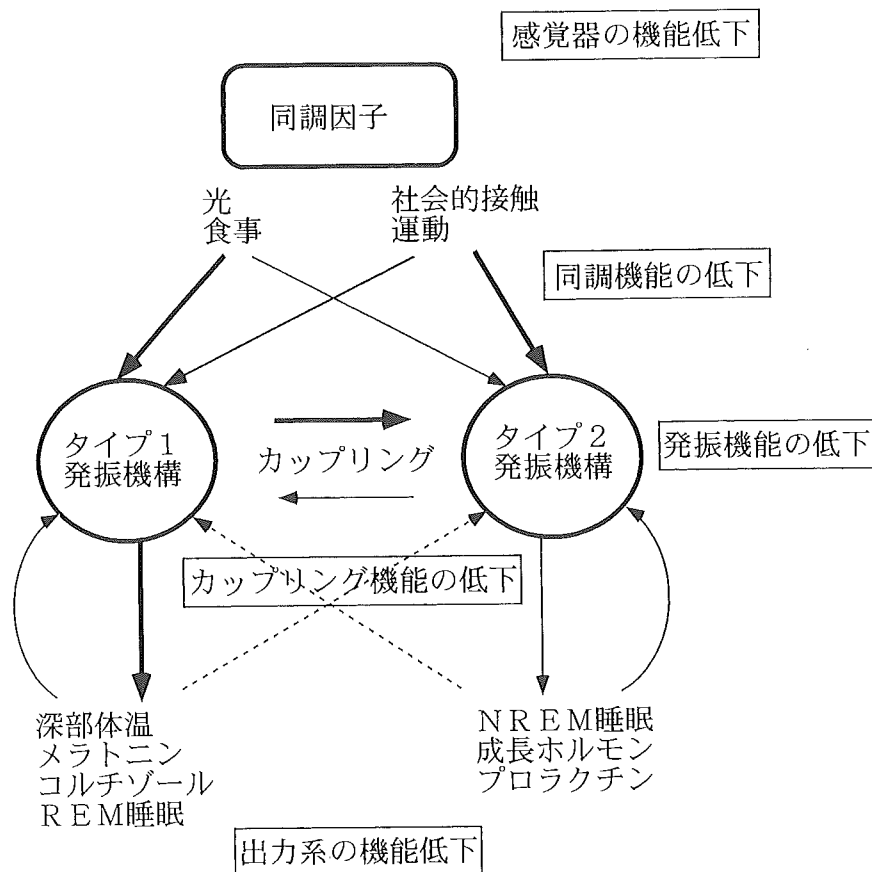 感覚器の機能低下
同調因子
光
食事
社会的接触
運動
同調機能の低下
タイプ1
発振機構
カップリング
タイプ2
発振機構
発振機能の低下
カップリング機能の低下
深部体温
メラトニン
コルチゾール
REM睡眠
NREM睡眠
成長ホルモン
プロラクチン
出力系の機能低下